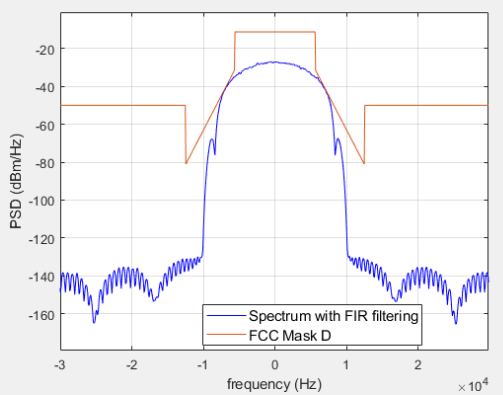 -20
-40
-60
-80
-100
-120
-140
-160
PSD (dBm/Hz)
Spectrum with FIR filtering
FCC Mask D
-3 -2 -1 0 1 2 3
frequency (Hz)
×10⁴